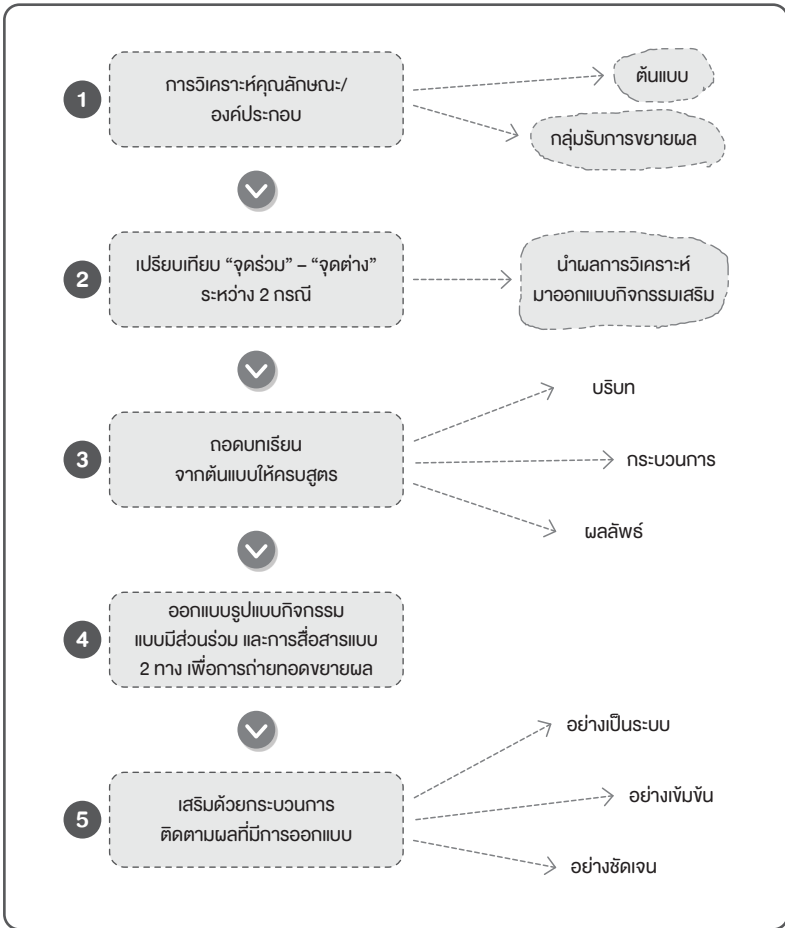 1
การวิเคราะห์คุณลักษณะ/
องค์ประกอบ
ต้นแบบ
กลุ่มรับการขยายผล
2
เปรียบเทียบ “จุดร่วม” – “จุดต่าง”
ระหว่าง 2 กรณี
นำผลการวิเคราะห์
มาออกแบบกิจกรรมเสริม
3
ถอดบทเรียน
จากต้นแบบให้ครบสูตร
บริบท
กระบวนการ
ผลลัพธ์
4
ออกแบบรูปแบบกิจกรรม
แบบมีส่วนร่วม และการสื่อสารแบบ
2 ทาง เพื่อการถ่ายทอดขยายผล
5
เสริมด้วยกระบวนการ
ติดตามผลที่มีการออกแบบ
อย่างเป็นระบบ
อย่างเข้มข้น
อย่างชัดเจน